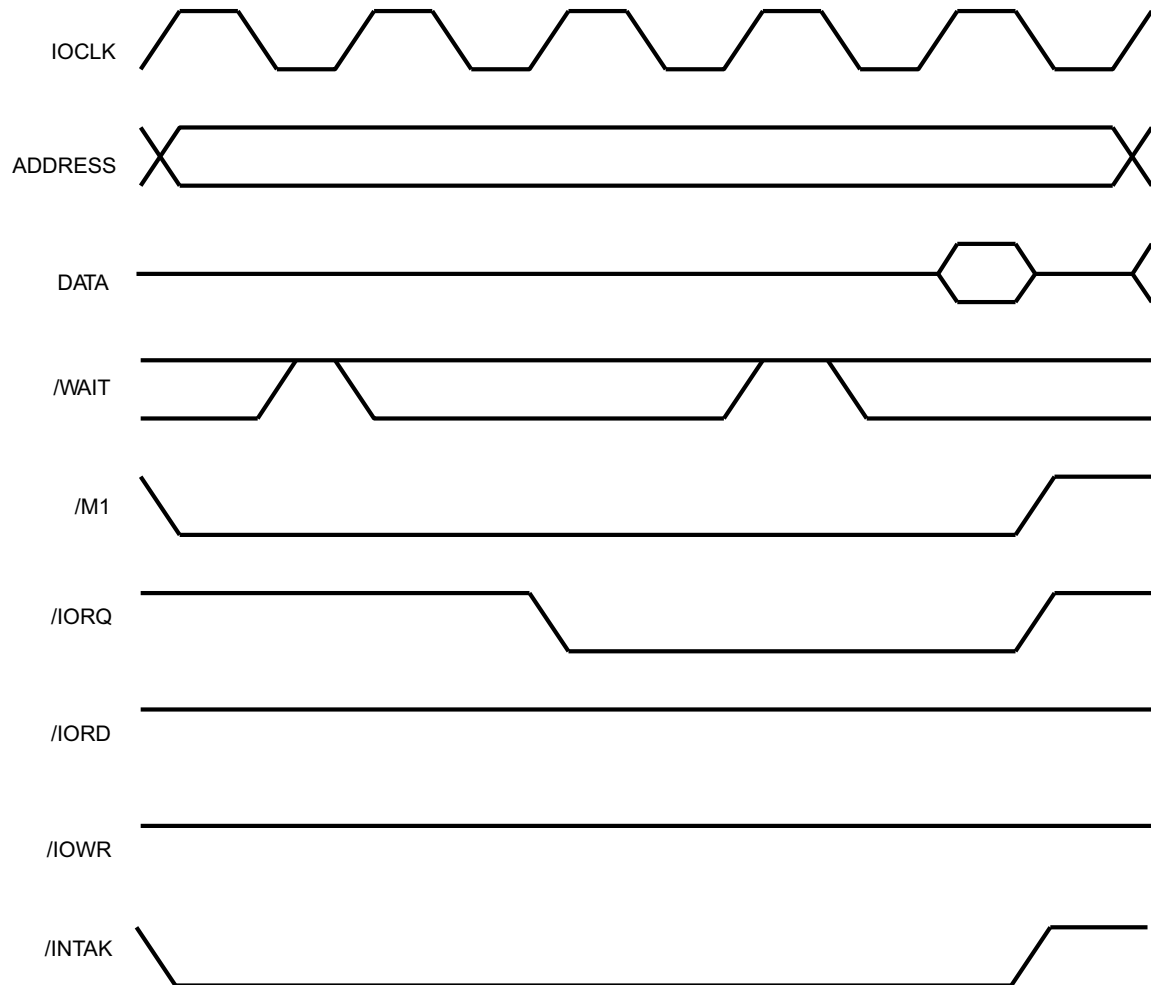 IOCLK
ADDRESS
DATA
/WAIT
/M1
/IORQ
/IORD
/IOWR
/INTAK